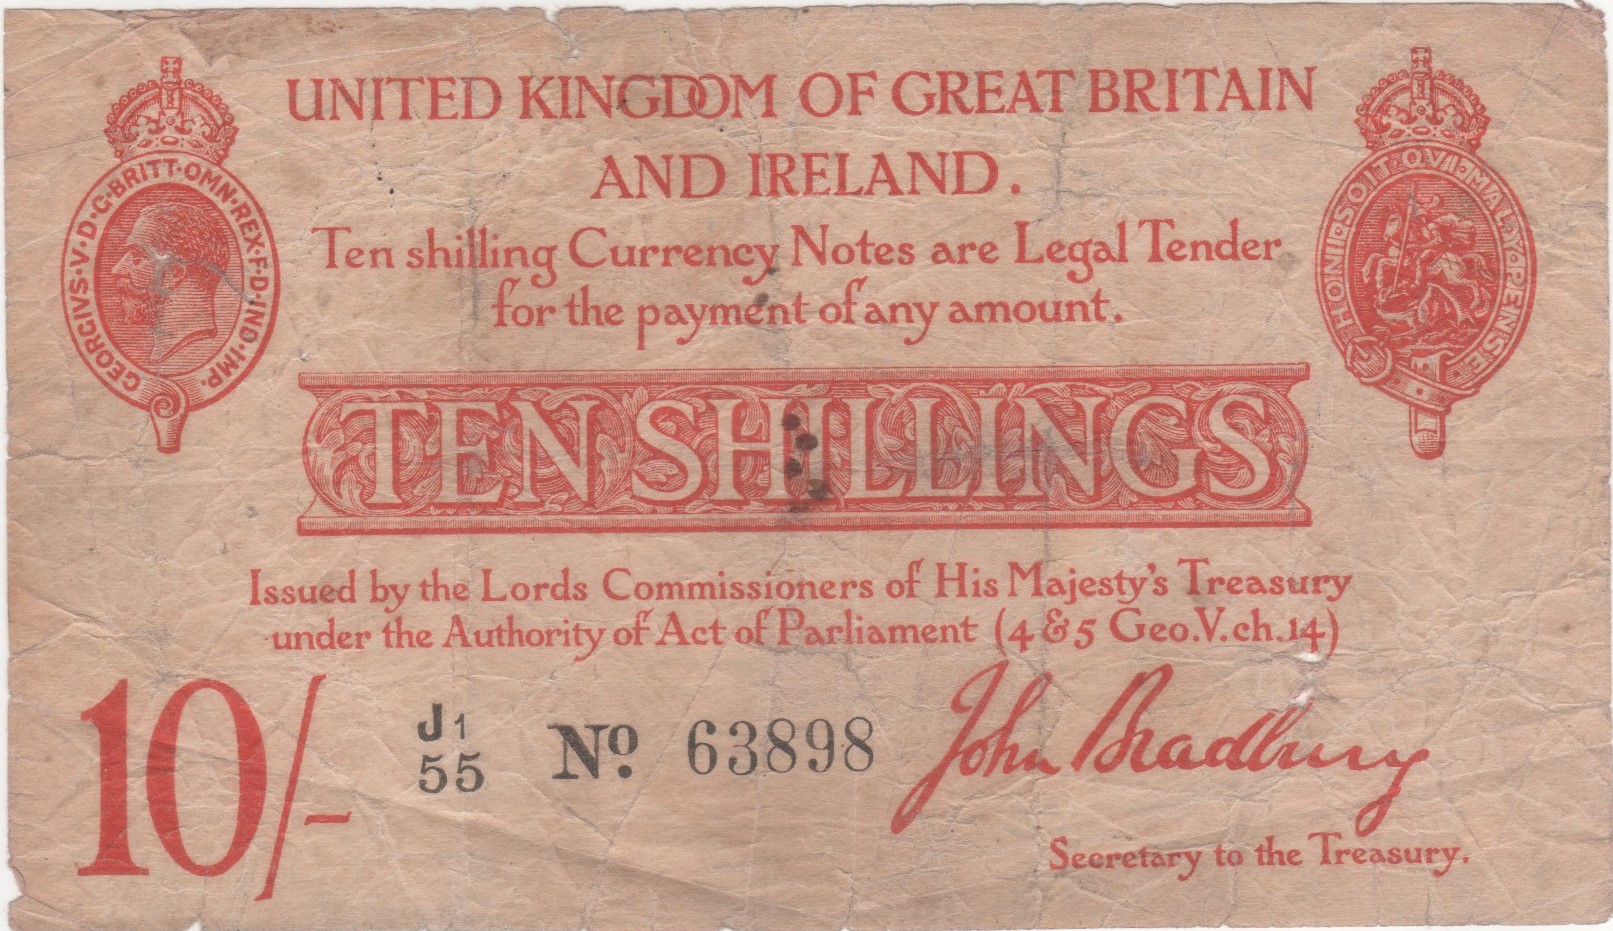 UNITED KINGDOM OF GREAT BRITAIN
AND IRELAND.
GEORGIVS·V·D·G·BRITT·OMN·REX·F·D·IND·IMP.
HONI·SOIT·QVI·MAL·Y·PENSE
Ten shilling Currency Notes are Legal Tender
for the payment of any amount.
TEN SHILLINGS
Issued by the Lords Commissioners of His Majesty's Treasury
under the Authority of Act of Parliament (4 & 5 Geo.V.ch.14)
10/-
J1
55
No. 63898
John Bradbury
Secretary to the Treasury.